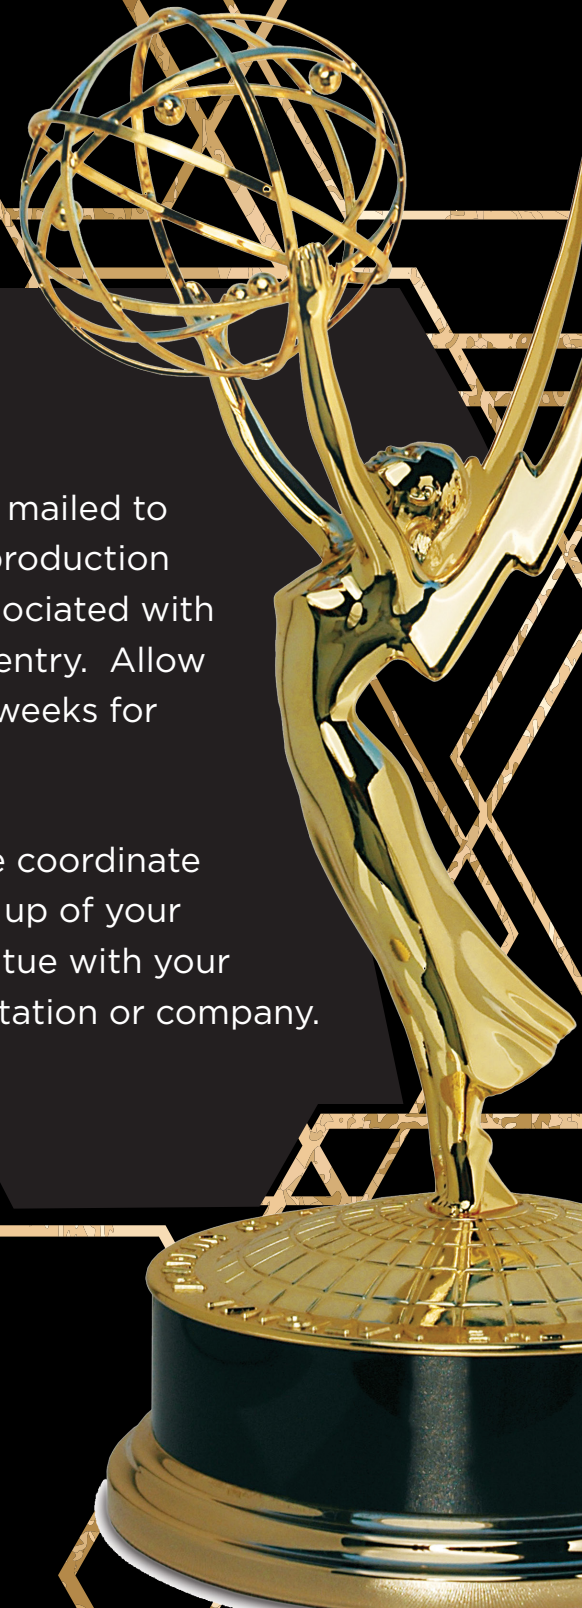 mailed to
production
ociated with
entry.  Allow
weeks for
e coordinate
up of your
tue with your
tation or company.